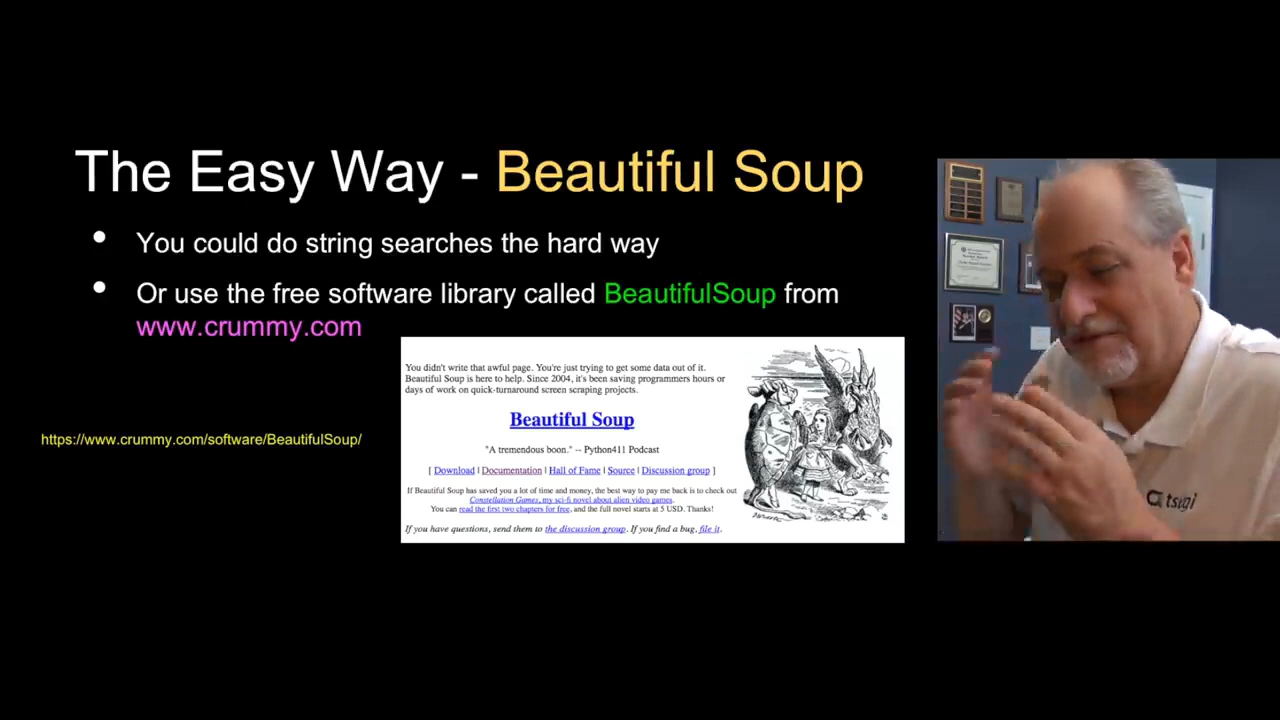 The Easy Way - Beautiful Soup
• You could do string searches the hard way
• Or use the free software library called BeautifulSoup from
www.crummy.com
https://www.crummy.com/software/BeautifulSoup/
You didn't write that awful page. You're just trying to get some data out of it.
Beautiful Soup is here to help. Since 2004, it's been saving programmers hours or
days of work on quick-turnaround screen scraping projects.
Beautiful Soup
"A tremendous boon." -- Python411 Podcast
[ Download | Documentation | Hall of Fame | Source | Discussion group ]
If Beautiful Soup has saved you a lot of time and money, the best way to pay me back is to check out
Constellation Games, my sci-fi novel about alien video games.
You can read the first two chapters for free, and the full novel starts at 5 USD. Thanks!
If you have questions, send them to the discussion group. If you find a bug, file it.
tsugi